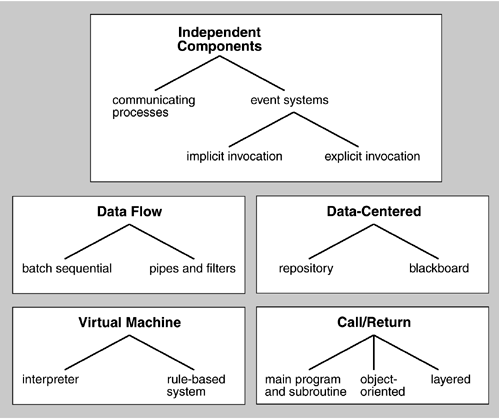 Independent
Components
communicating
processes
event systems
implicit invocation
explicit invocation
Data Flow
batch sequential
pipes and filters
Data-Centered
repository
blackboard
Virtual Machine
interpreter
rule-based
system
Call/Return
main program
and subroutine
object-
oriented
layered